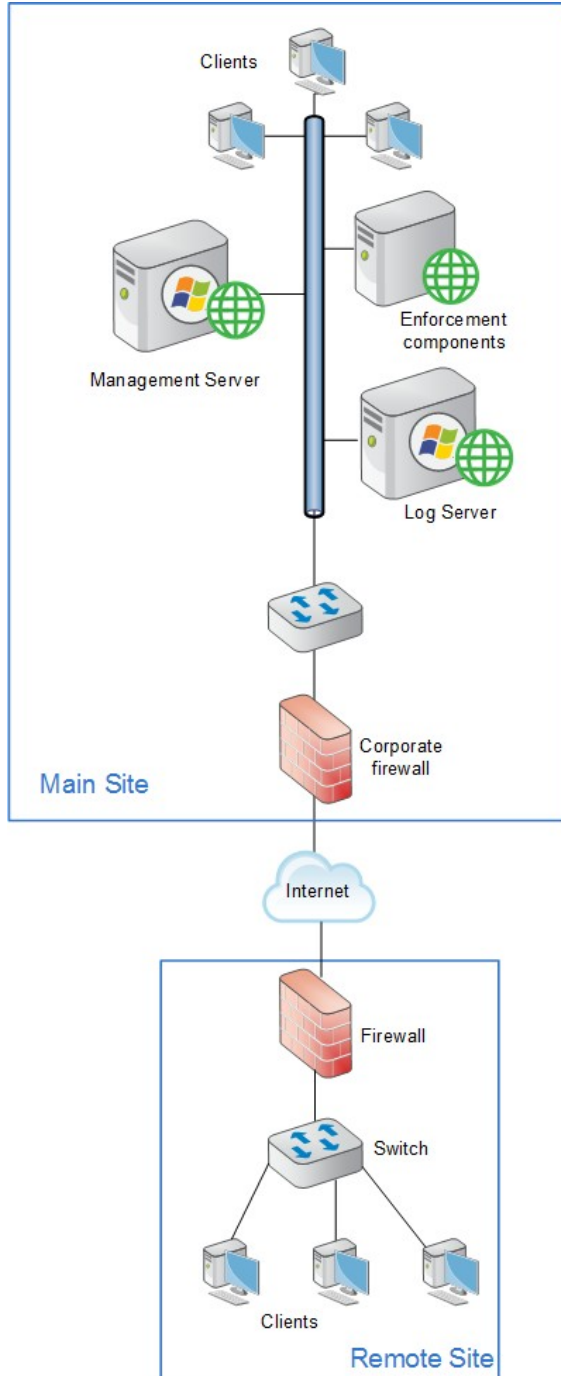 Clients
Management Server
Enforcement
components
Log Server
Corporate
firewall
Main Site
Internet
Firewall
Switch
Clients
Remote Site